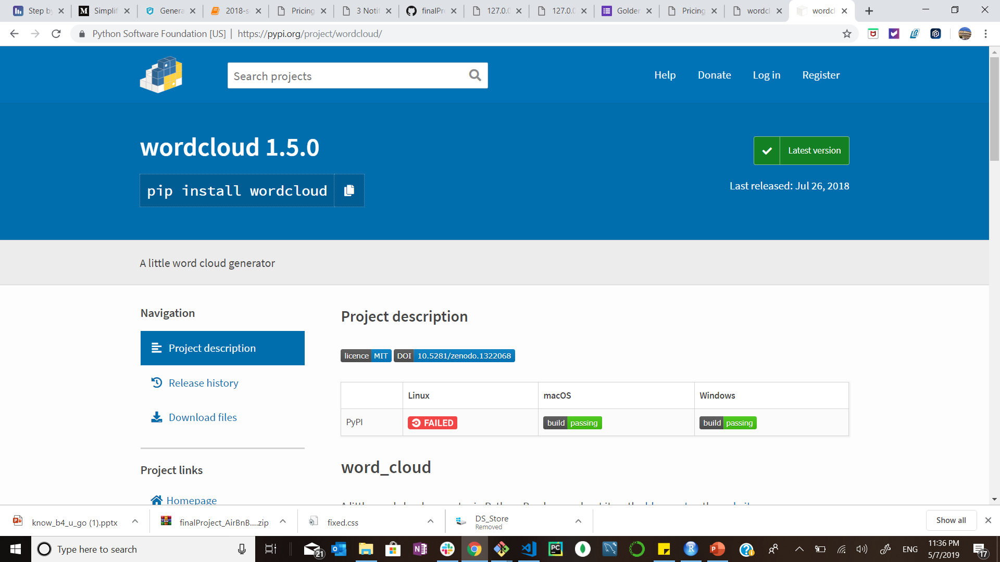 Step by
Simplif
Genera
2018-s
Pricing
3 Notif
finalPr
127.0.0
127.0.0
Golder
Pricing
wordcl
wordcl
Python Software Foundation [US] | https://pypi.org/project/wordcloud/
Search projects
Help
Donate
Log in
Register
wordcloud 1.5.0
Latest version
pip install wordcloud
Last released: Jul 26, 2018
A little word cloud generator
Navigation
Project description
Release history
Download files
Project links
Homepage
Project description
licence MIT DOI 10.5281/zenodo.1322068
Linux macOS Windows
PyPI FAILED build passing build passing
word_cloud
know_b4_u_go (1).pptx
finalProject_AirBnB....zip
fixed.css
DS_Store
Removed
Show all
Type here to search
21
ENG
11:36 PM
5/7/2019
17